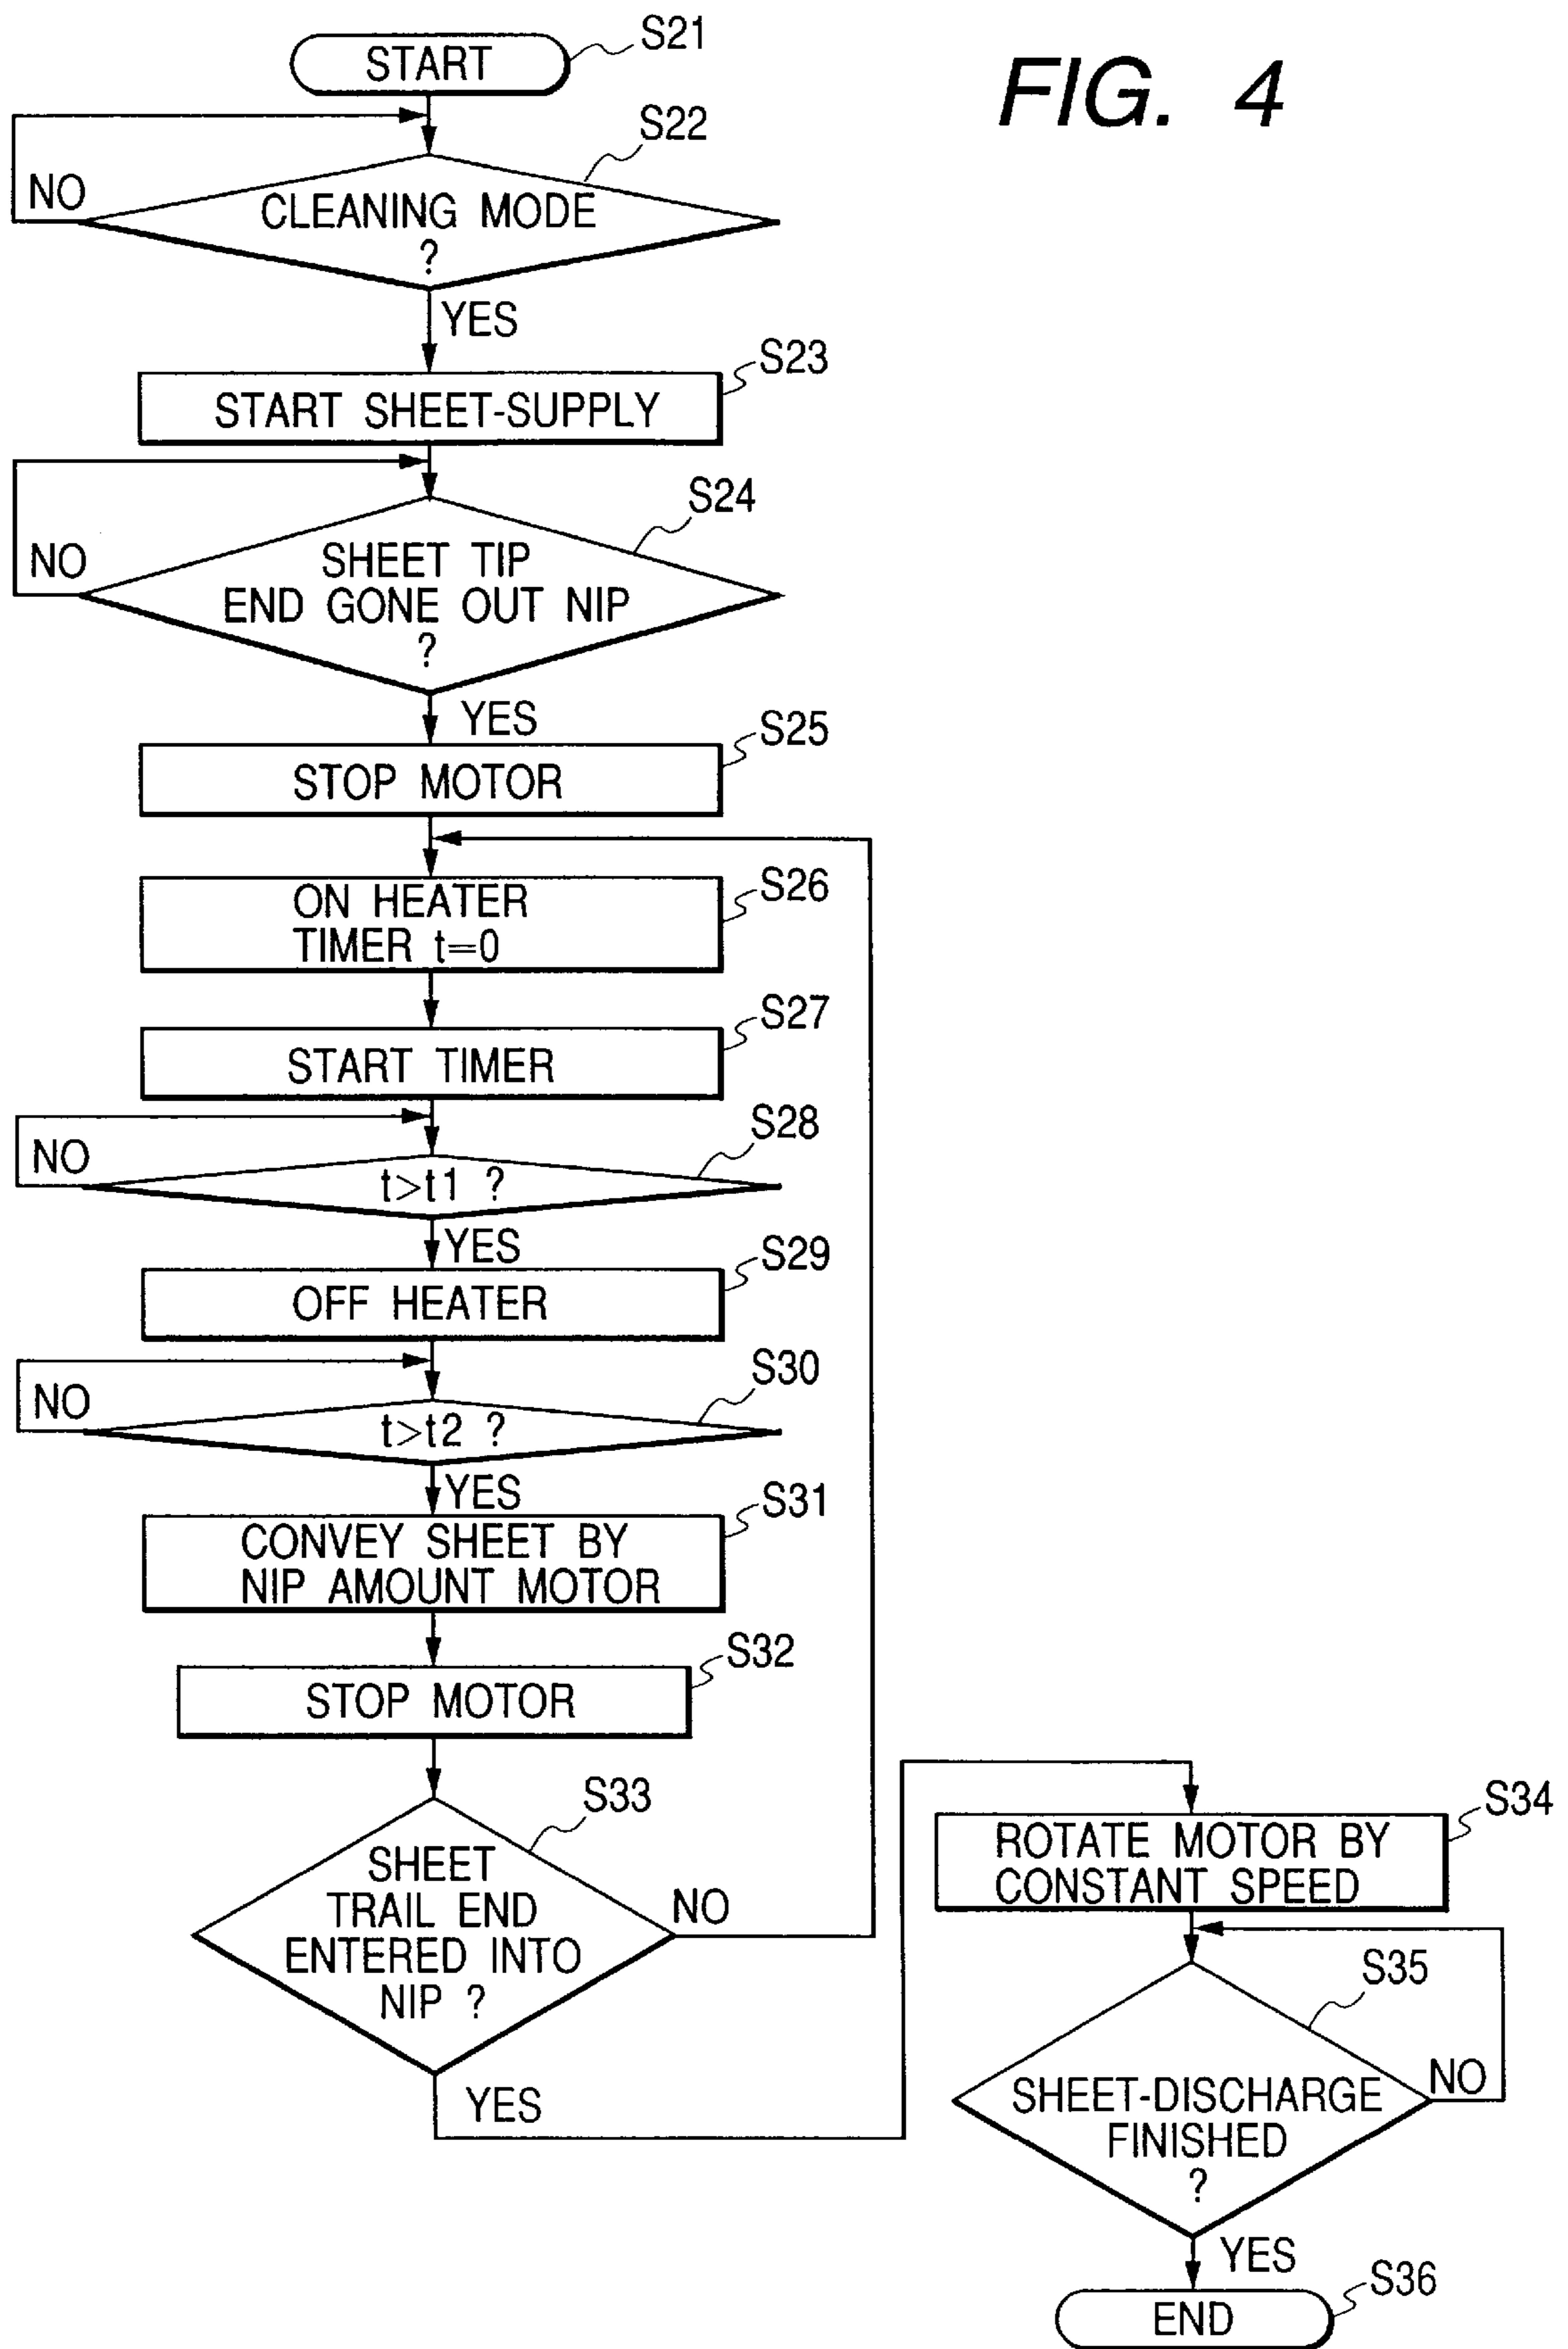 FIG. 4
START
S21
S22
NO
CLEANING MODE
?
YES
S23
START SHEET-SUPPLY
S24
NO
SHEET TIP
END GONE OUT NIP
?
YES
S25
STOP MOTOR
S26
ON HEATER
TIMER t=0
S27
START TIMER
S28
NO
t>t1 ?
YES
S29
OFF HEATER
S30
NO
t>t2 ?
YES
S31
CONVEY SHEET BY
NIP AMOUNT MOTOR
S32
STOP MOTOR
S33
SHEET
TRAIL END
ENTERED INTO
NIP ?
NO
YES
S34
ROTATE MOTOR BY
CONSTANT SPEED
S35
SHEET-DISCHARGE
FINISHED
?
NO
YES
S36
END